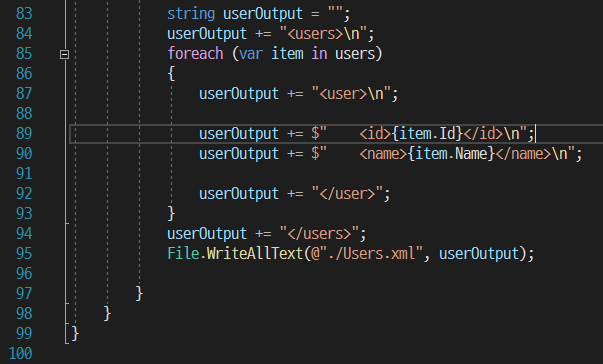 83 string userOutput = "";
84 userOutput += "<users>\n";
85 foreach (var item in users)
86 {
87 userOutput += "<user>\n";
88
89 userOutput += $"    <id>{item.Id}</id>\n";
90 userOutput += $"    <name>{item.Name}</name>\n";
91
92 userOutput += "</user>";
93 }
94 userOutput += "</users>";
95 File.WriteAllText(@"./Users.xml", userOutput);
96
97 }
98 }
99 }
100